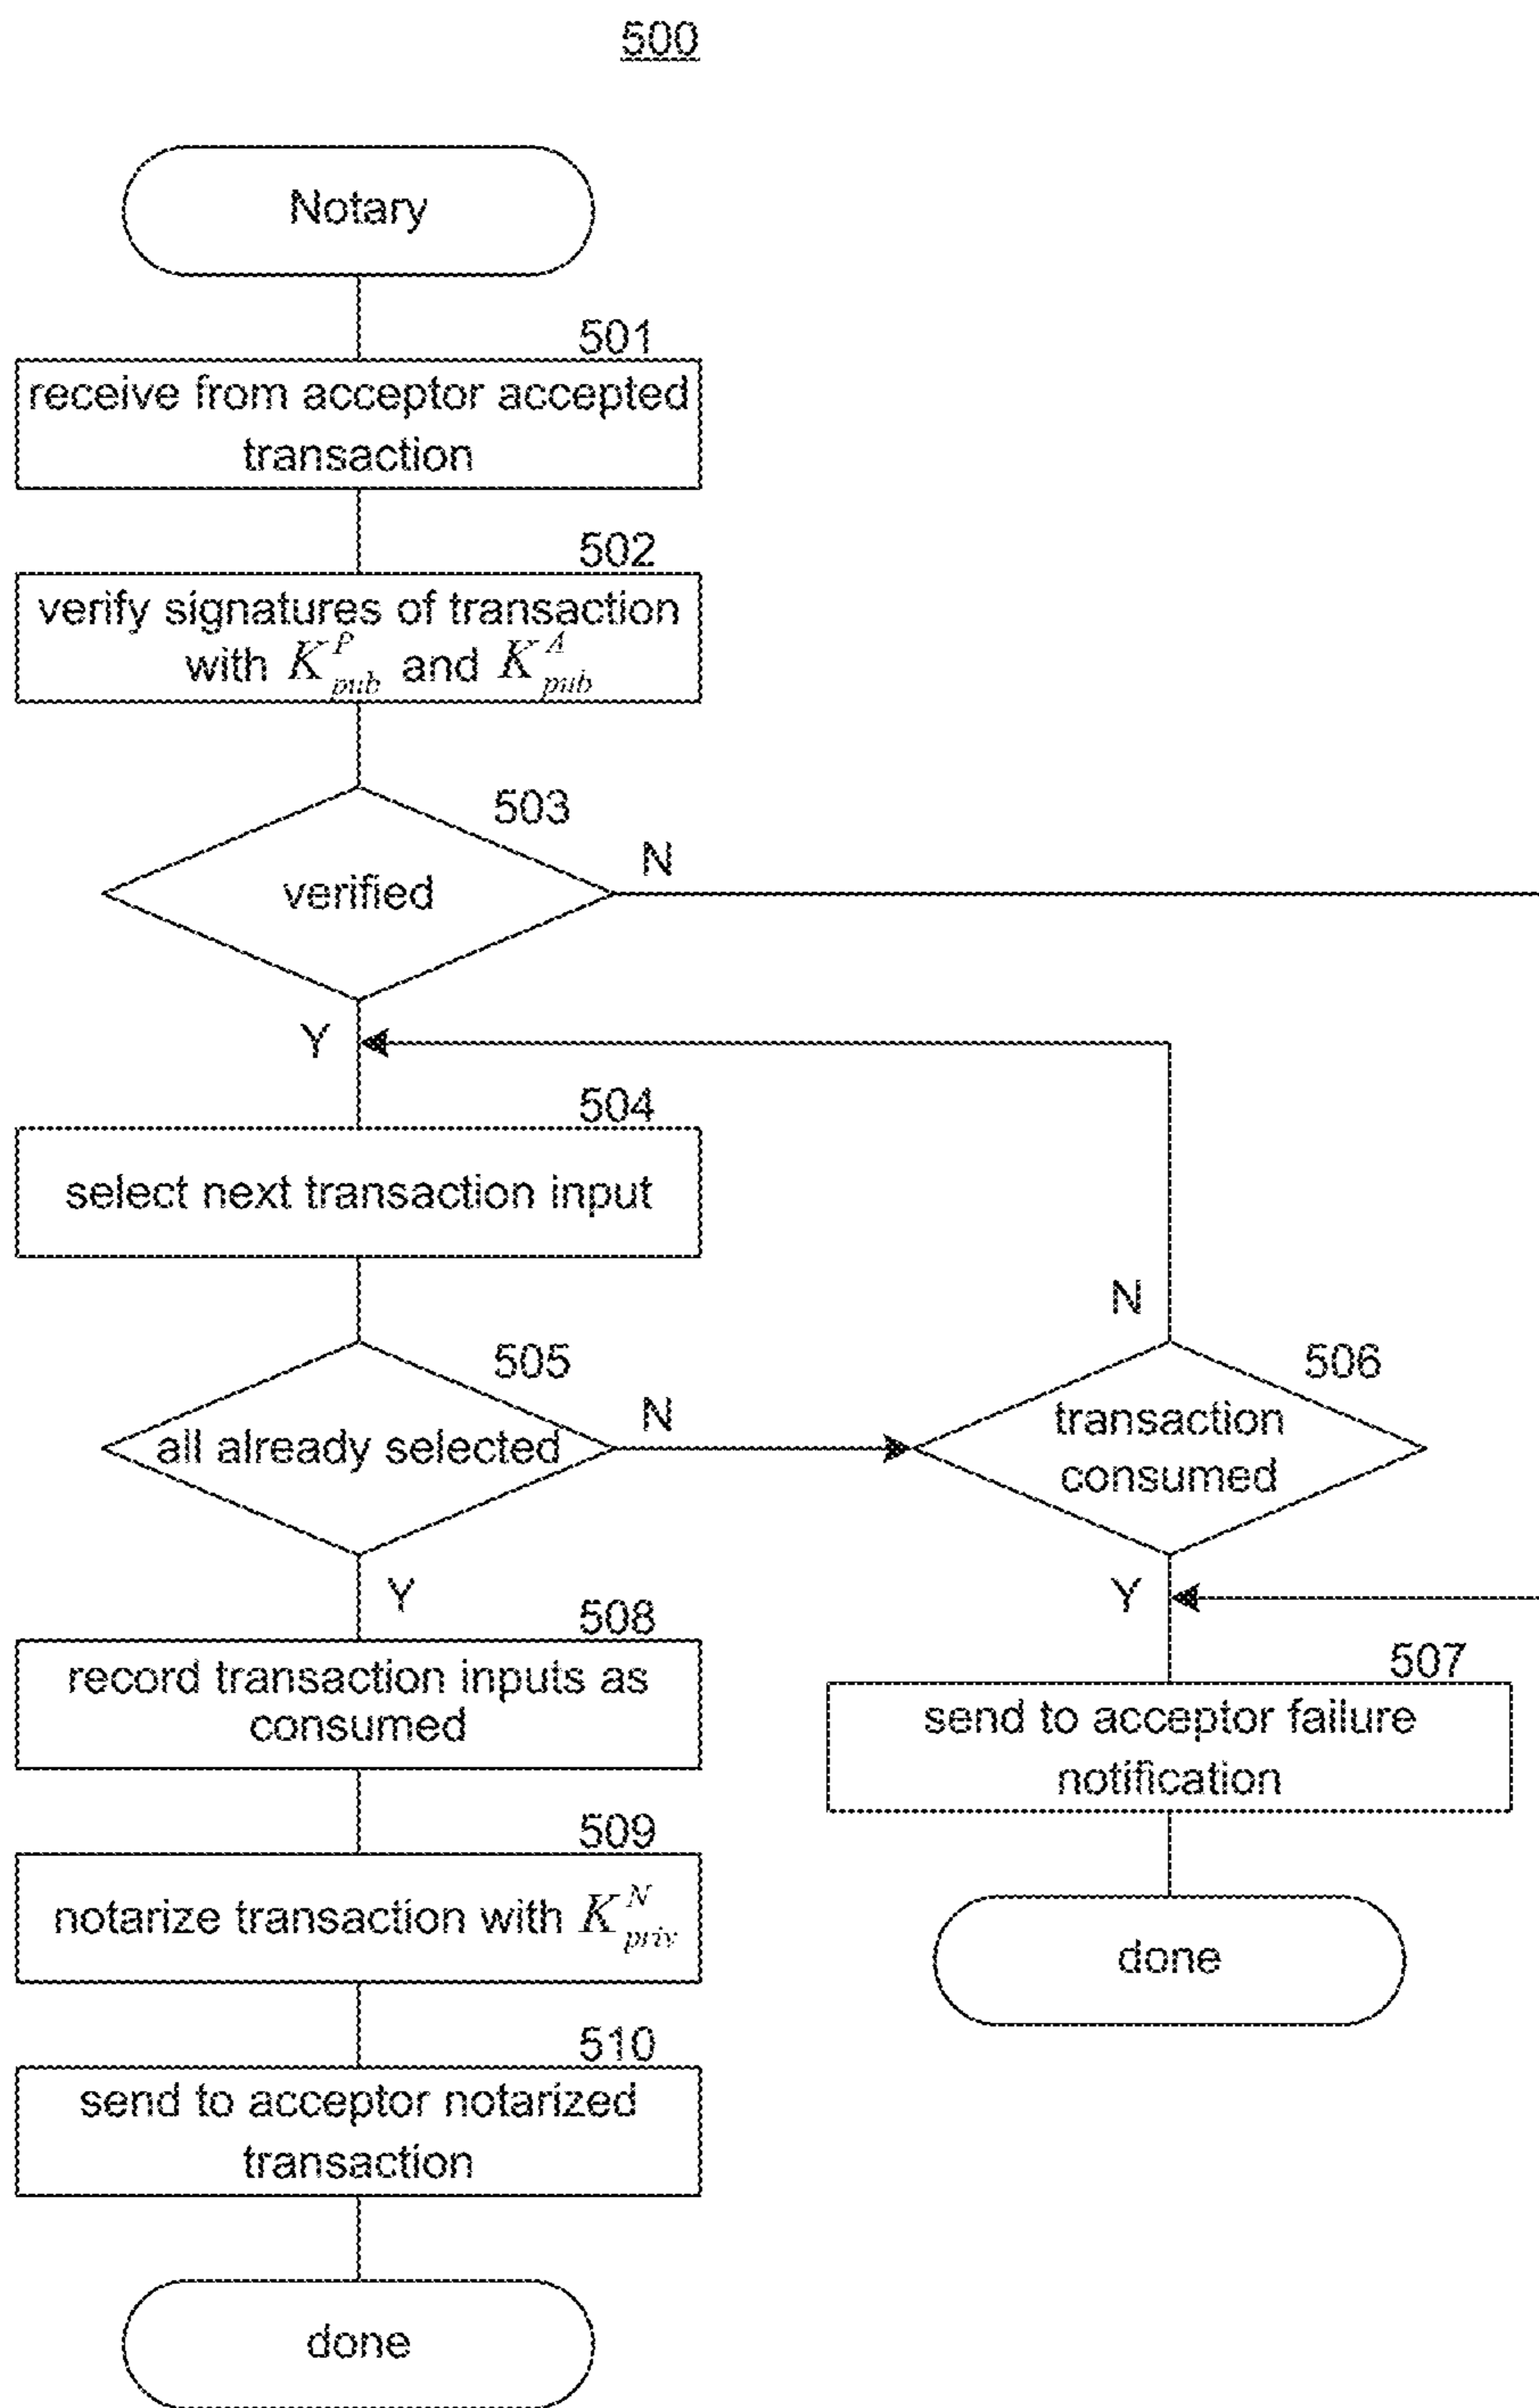 500
Notary
501
receive from acceptor accepted
transaction
502
verify signatures of transaction
with K^P_pub and K^A_pub
503
verified
N
Y
504
select next transaction input
N
505
all already selected
N
506
transaction
consumed
Y
Y
508
record transaction inputs as
consumed
507
send to acceptor failure
notification
509
notarize transaction with K^N_priv
done
510
send to acceptor notarized
transaction
done